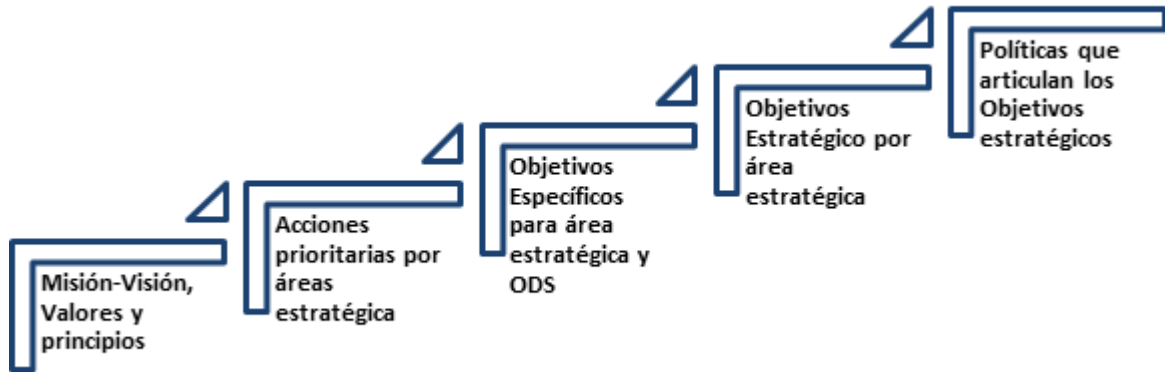 Misión-Visión,
Valores y
principios
Acciones
prioritarias por
áreas
estratégica
Objetivos
Específicos
para área
estratégica y
ODS
Objetivos
Estratégico por
área
estratégica
Políticas que
articulan los
Objetivos
estratégicos